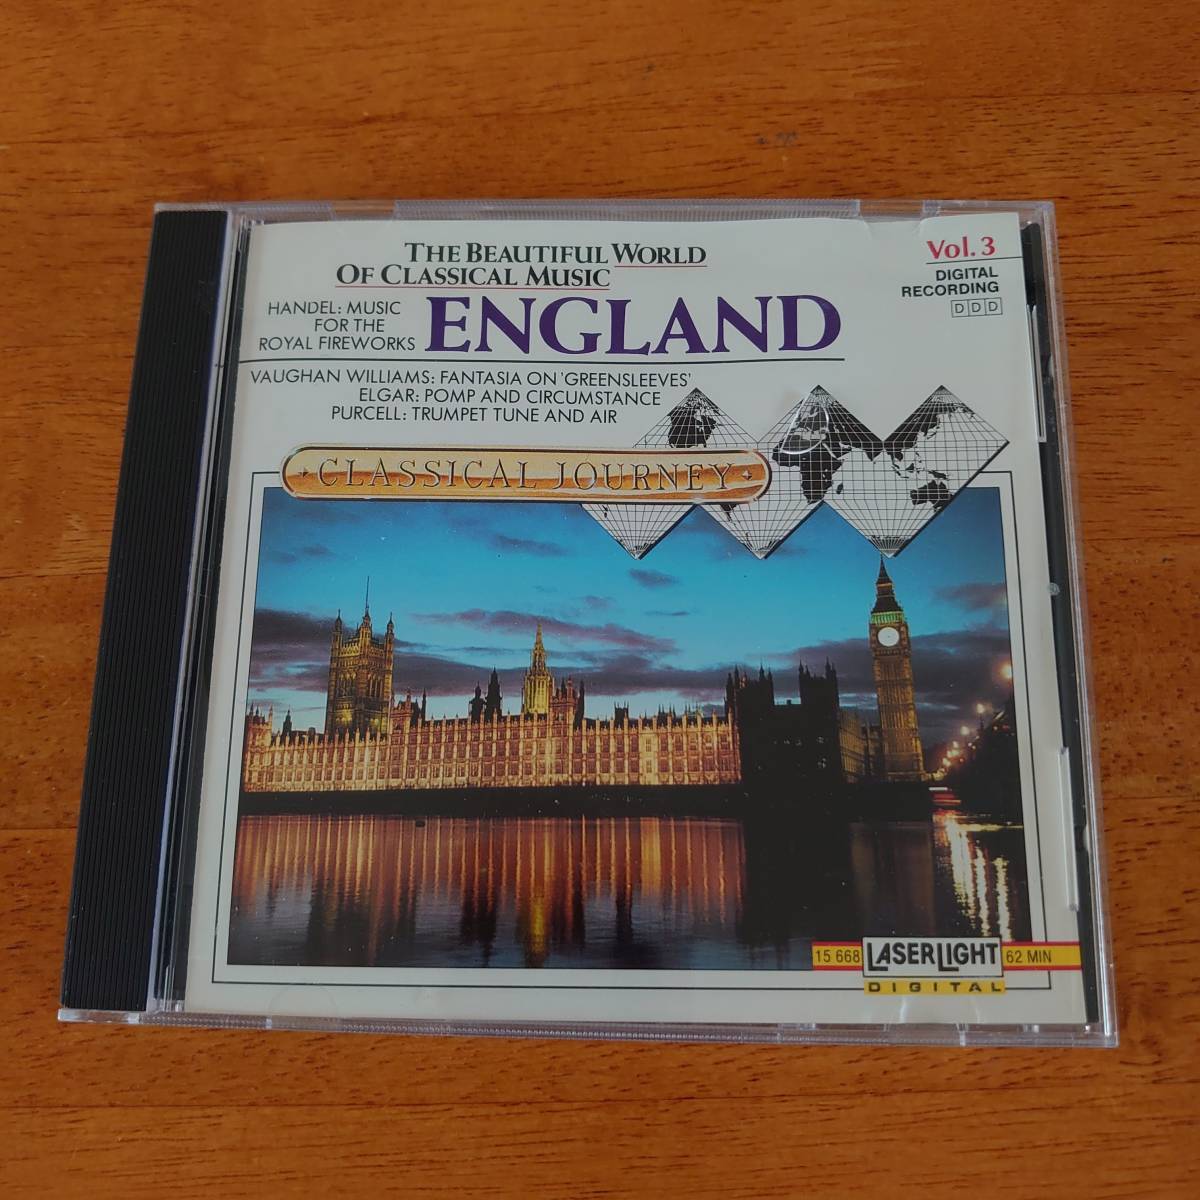 THE BEAUTIFUL WORLD
OF CLASSICAL MUSIC
Vol. 3
DIGITAL
RECORDING
DDD
HANDEL: MUSIC
FOR THE
ROYAL FIREWORKS
ENGLAND
VAUGHAN WILLIAMS: FANTASIA ON 'GREENSLEEVES'
ELGAR: POMP AND CIRCUMSTANCE
PURCELL: TRUMPET TUNE AND AIR
CLASSICAL JOURNEY
15 668 LASERLIGHT 62 MIN
DIGITAL